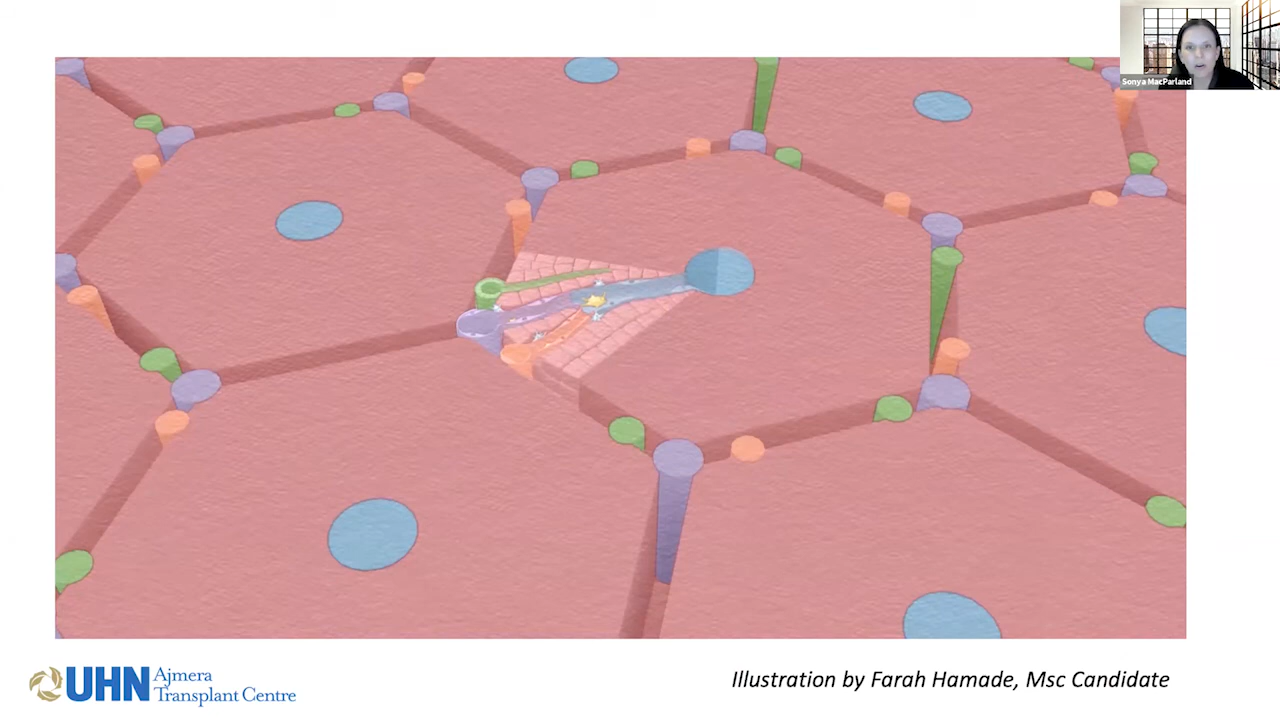 Sonya MacParland
UHN Ajmera
Transplant Centre
Illustration by Farah Hamade, Msc Candidate